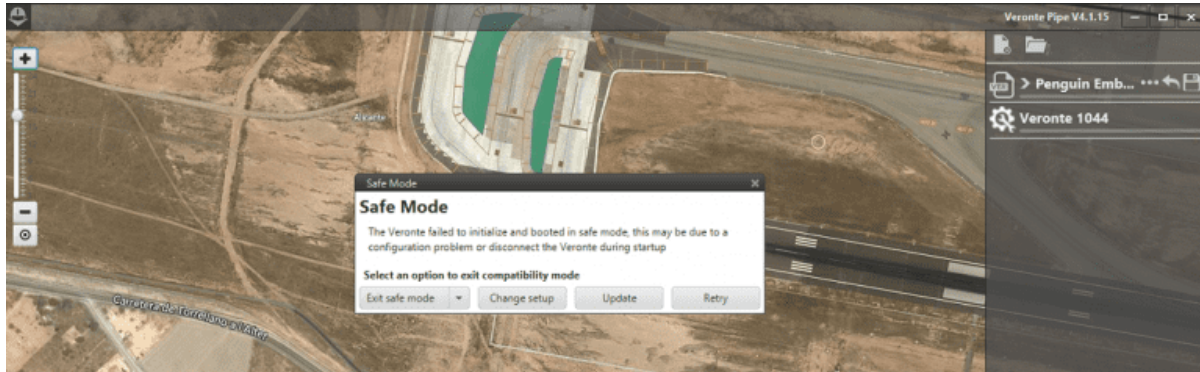 Veronte Pipe V4.1.15
Penguin Emb...
VER
Veronte 1044
Alicante
Safe Mode
Safe Mode
The Veronte failed to initialize and booted in safe mode, this may be due to a
configuration problem or disconnect the Veronte during startup
Select an option to exit compatibility mode
Exit safe mode
Change setup
Update
Retry
Carretera de Torrellano a l'Altet